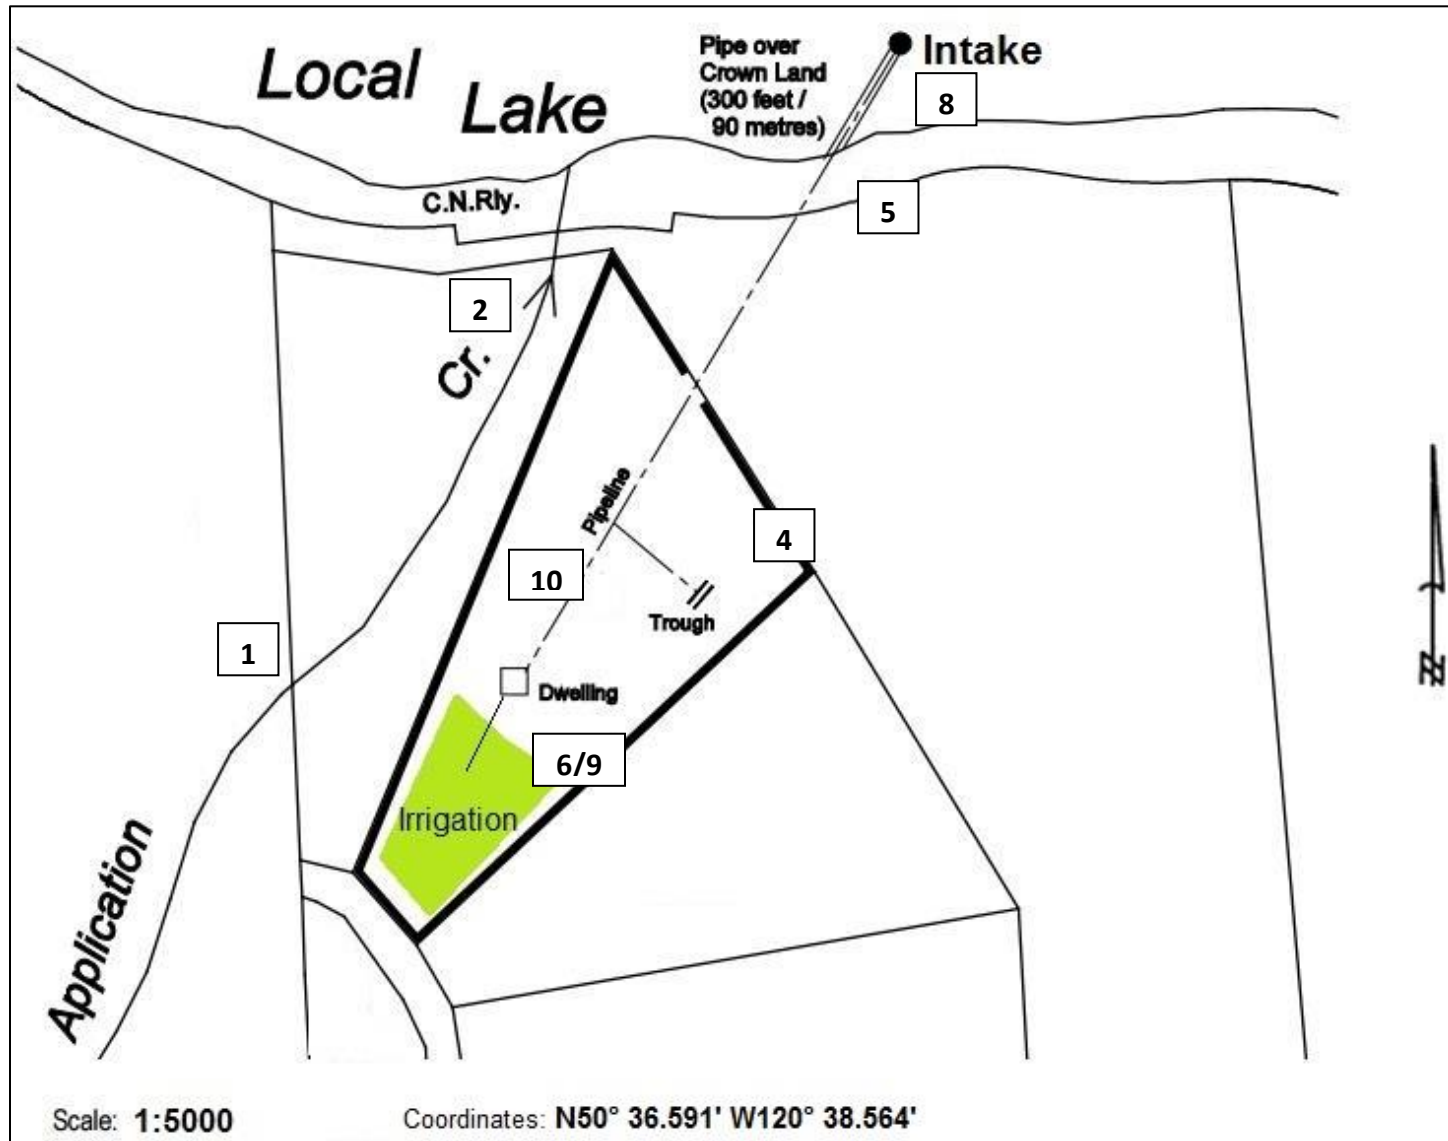 Local
Lake
Pipe over
Crown Land
(300 feet /
90 metres)
Intake
8
C.N.Rly.
5
2
Cr.
Pipeline
4
10
Trough
1
Dwelling
6/9
Irrigation
Application
N
Scale: 1:5000
Coordinates: N50° 36.591' W120° 38.564'